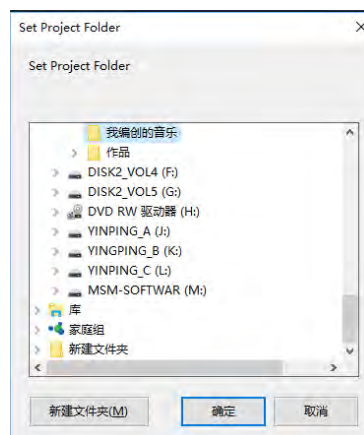 Set Project Folder
Set Project Folder
我编创的音乐
作品
DISK2_VOL4 (F:)
DISK2_VOL5 (G:)
DVD RW 驱动器 (H:)
YINPING_A (J:)
YINGPING_B (K:)
YINPING_C (L:)
MSM-SOFTWAR (M:)
库
家庭组
新建文件夹
新建文件夹(M)
确定
取消